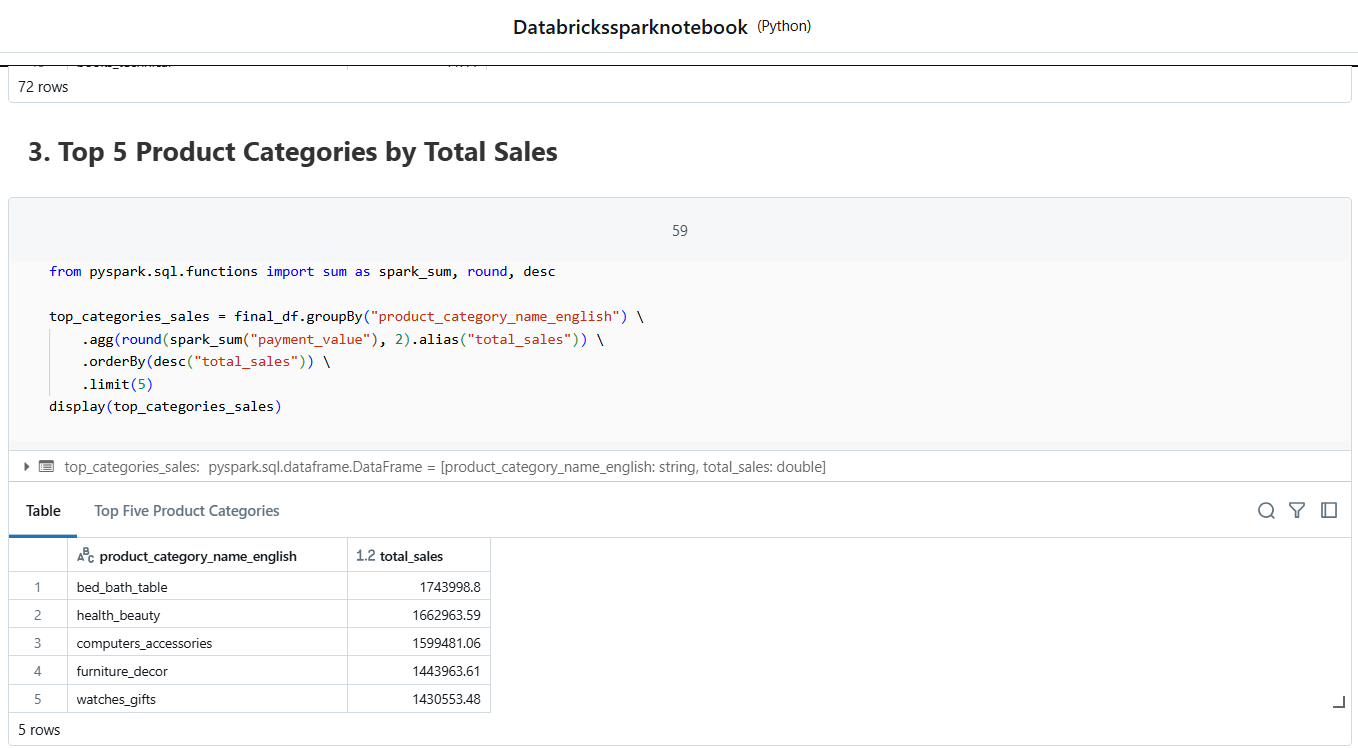 Databrickssparknotebook (Python)
72 rows
3. Top 5 Product Categories by Total Sales
59
from pyspark.sql.functions import sum as spark_sum, round, desc
top_categories_sales = final_df.groupBy("product_category_name_english") \
.agg(round(spark_sum("payment_value"), 2).alias("total_sales")) \
.orderBy(desc("total_sales")) \
.limit(5)
display(top_categories_sales)
top_categories_sales: pyspark.sql.dataframe.DataFrame = [product_category_name_english: string, total_sales: double]
Table Top Five Product Categories
ABC product_category_name_english 1.2 total_sales
1 bed_bath_table 1743998.8
2 health_beauty 1662963.59
3 computers_accessories 1599481.06
4 furniture_decor 1443963.61
5 watches_gifts 1430553.48
5 rows